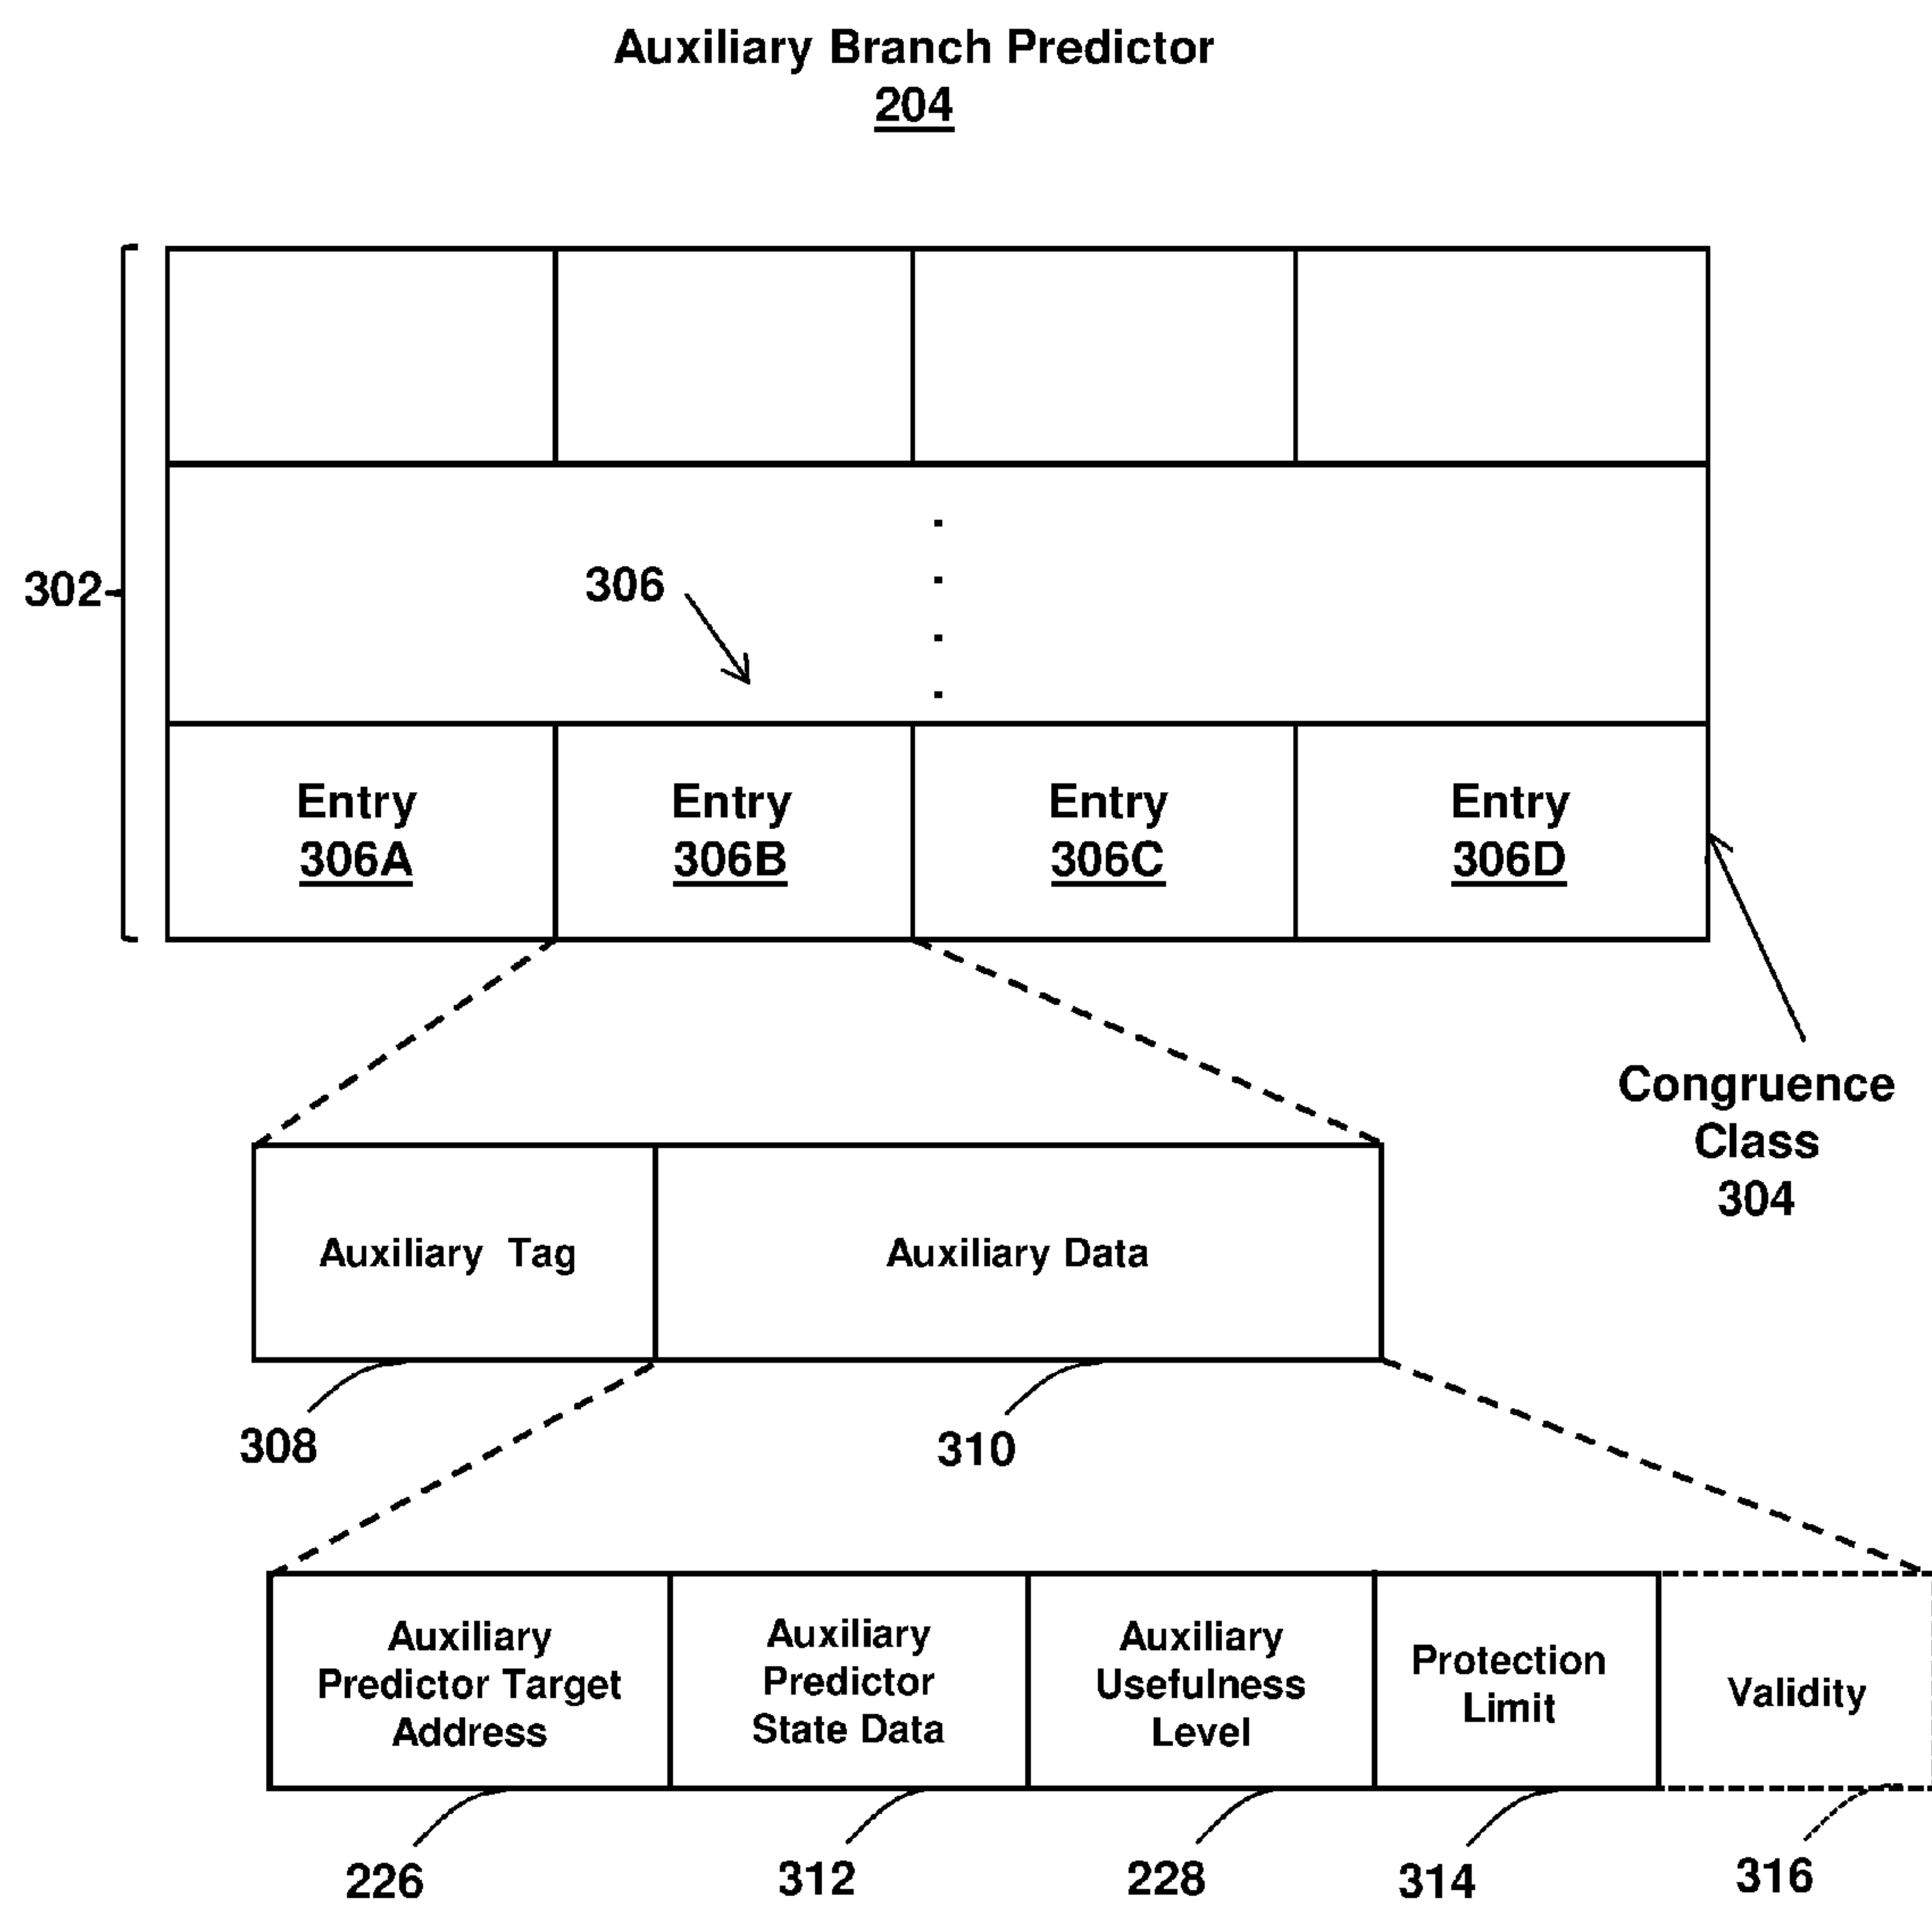 Auxiliary Branch Predictor
204
302
306
Entry
306A
Entry
306B
Entry
306C
Entry
306D
Congruence
Class
304
Auxiliary Tag
Auxiliary Data
308
310
Auxiliary
Predictor Target
Address
Auxiliary
Predictor
State Data
Auxiliary
Usefulness
Level
Protection
Limit
Validity
226
312
228
314
316